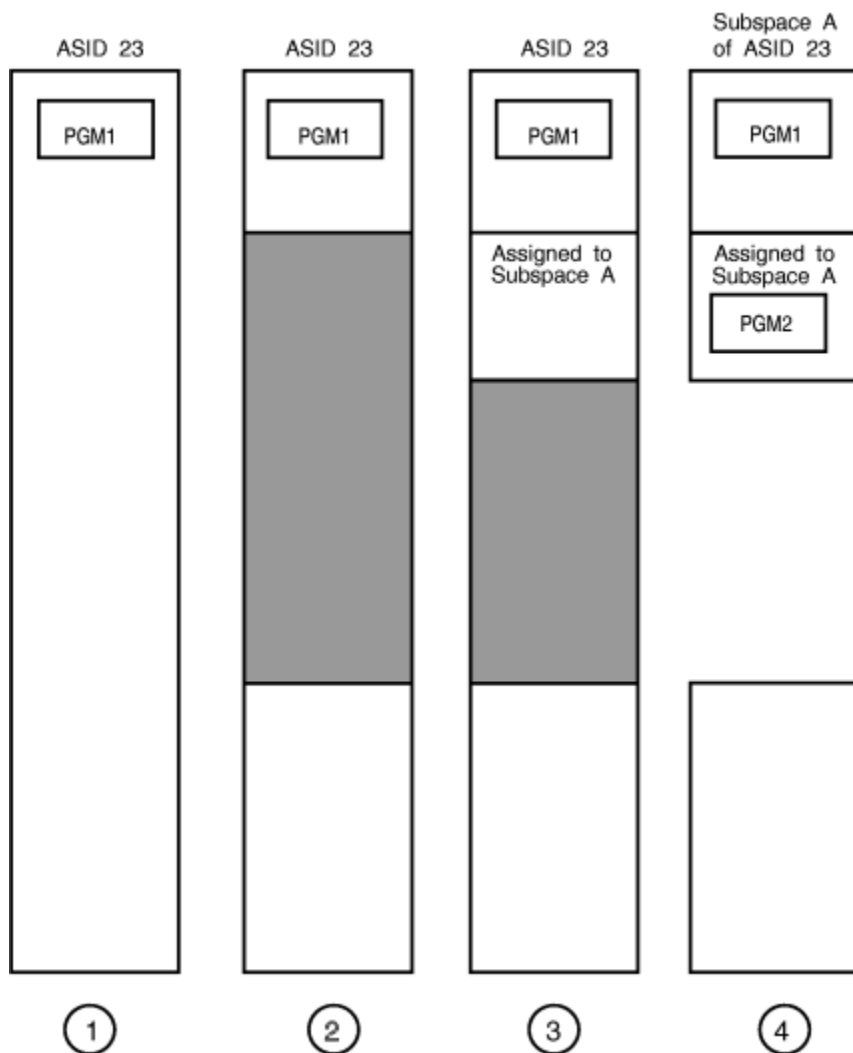 ASID 23
ASID 23
ASID 23
Subspace A
of ASID 23
PGM1
PGM1
PGM1
PGM1
Assigned to
Subspace A
Assigned to
Subspace A
PGM2
1
2
3
4